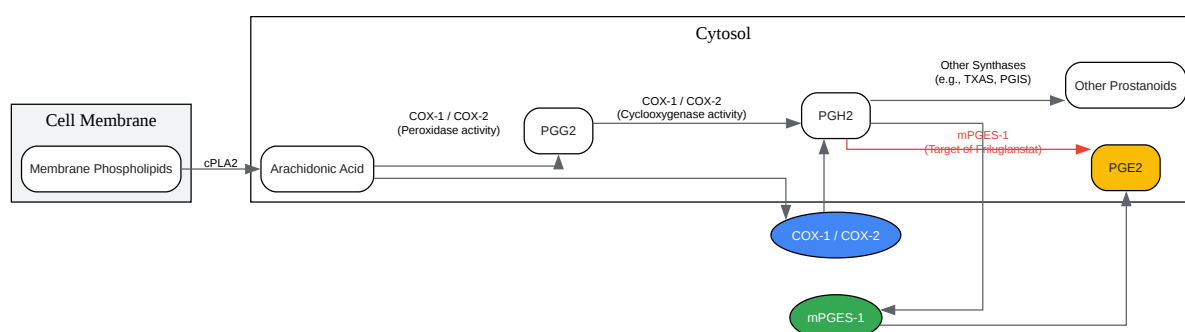 Cytosol
Other Synthases
(e.g., TXAS, PGIS)
Other Prostanoids
COX-1 / COX-2
(Cyclooxygenase activity)
PGH2
Cell Membrane
COX-1 / COX-2
(Peroxidase activity)
PGG2
mPGES-1
(Target of Friluglanstat)
Membrane Phospholipids
cPLA2
Arachidonic Acid
PGE2
COX-1 / COX-2
mPGES-1